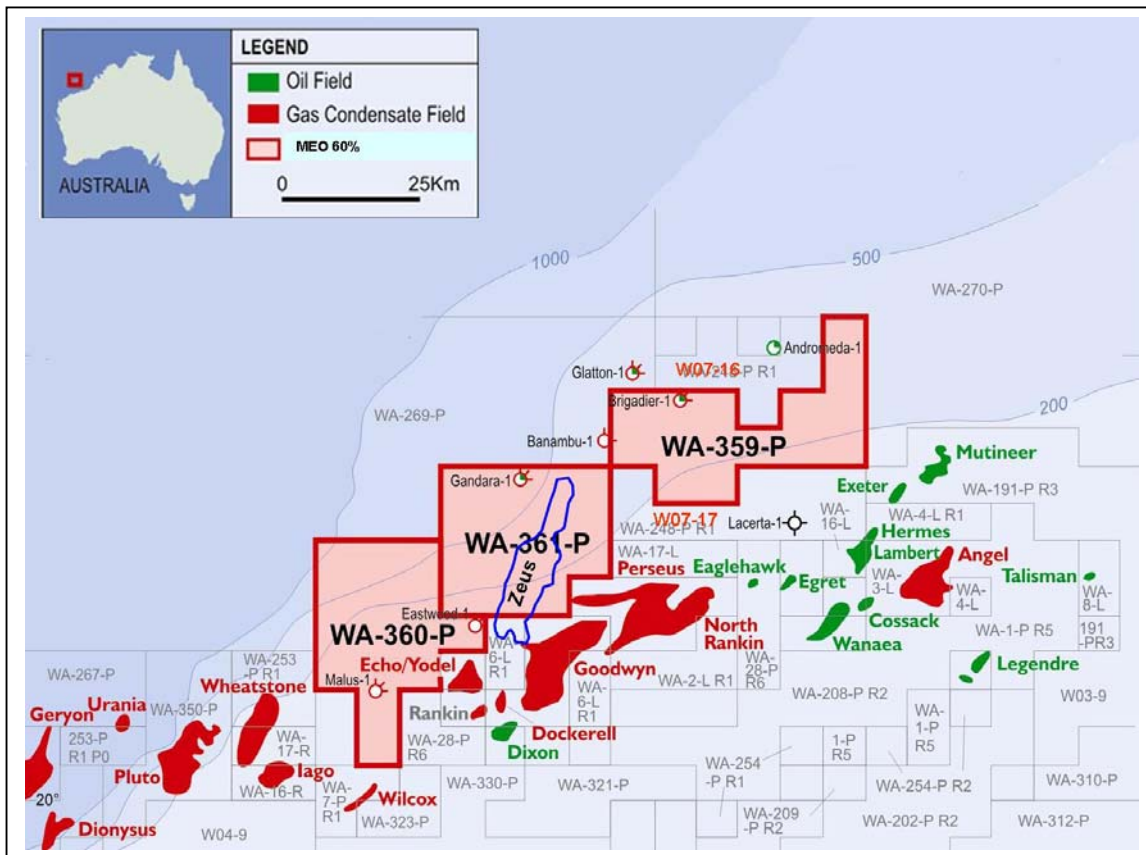 LEGEND
Oil Field
Gas Condensate Field
MEO 60%
0 25Km
AUSTRALIA
1000
500
WA-270-P
Andromeda-1
Glatton-1
W07-16
P R1
WA-269-P
Brigadier-1
200
Banambu-1
WA-359-P
Mutineer
Gandara-1
Exeter
WA-191-P R3
W07-17
Lacerta-1
WA-16-L
WA-4-L R1
WA-248-P R1
Hermes
WA-361-P
WA-17-L
Lambert
Angel
Zeus
Perseus
Eaglehawk
Egret
WA-3-L
Talisman
WA-4-L
WA-8-L
Eastwood-1
Cossack
WA-360-P
North
Rankin
Wanaea
WA-1-P R5
191
-PR3
WA-6-L
R1
Echo/Yodel
Goodwyn
WA-28-P
R6
Legendre
WA-267-P
WA-253
-P R1
Malus-1
WA-6-L
R1
WA-2-L R1
WA-208-P R2
W03-9
Wheatstone
Urania
WA-350-P
Geryon
Rankin
Dockerell
WA-1-P
R5
253-P
R1 P0
WA-17-R
WA-28-P
R6
Dixon
1-P
R5
Pluto
Iago
WA-254
-P R1
WA-330-P
WA-321-P
WA-254-P R2
WA-310-P
20°
WA-16-R
WA-7-P
R1
Wilcox
Dionysus
W04-9
WA-323-P
WA-209
-P R2
WA-202-P R2
WA-312-P